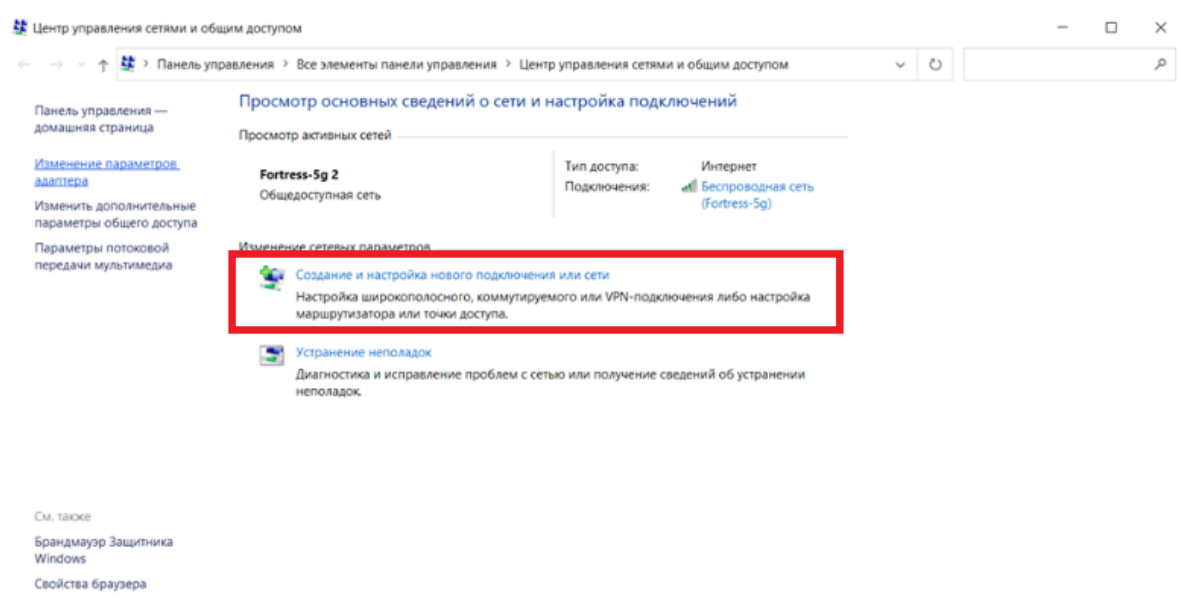 Центр управления сетями и общим доступом
Панель управления > Все элементы панели управления > Центр управления сетями и общим доступом
Панель управления —
домашняя страница
Изменение параметров
адаптера
Изменить дополнительные
параметры общего доступа
Параметры потоковой
передачи мультимедиа
Просмотр основных сведений о сети и настройка подключений
Просмотр активных сетей
Fortress-5g 2
Общедоступная сеть
Тип доступа: Интернет
Подключения: Беспроводная сеть
(Fortress-5g)
Изменение сетевых параметров
Создание и настройка нового подключения или сети
Настройка широкополосного, коммутируемого или VPN-подключения либо настройка
маршрутизатора или точки доступа.
Устранение неполадок
Диагностика и исправление проблем с сетью или получение сведений об устранении
неполадок.
См. также
Брандмауэр Защитника
Windows
Свойства браузера